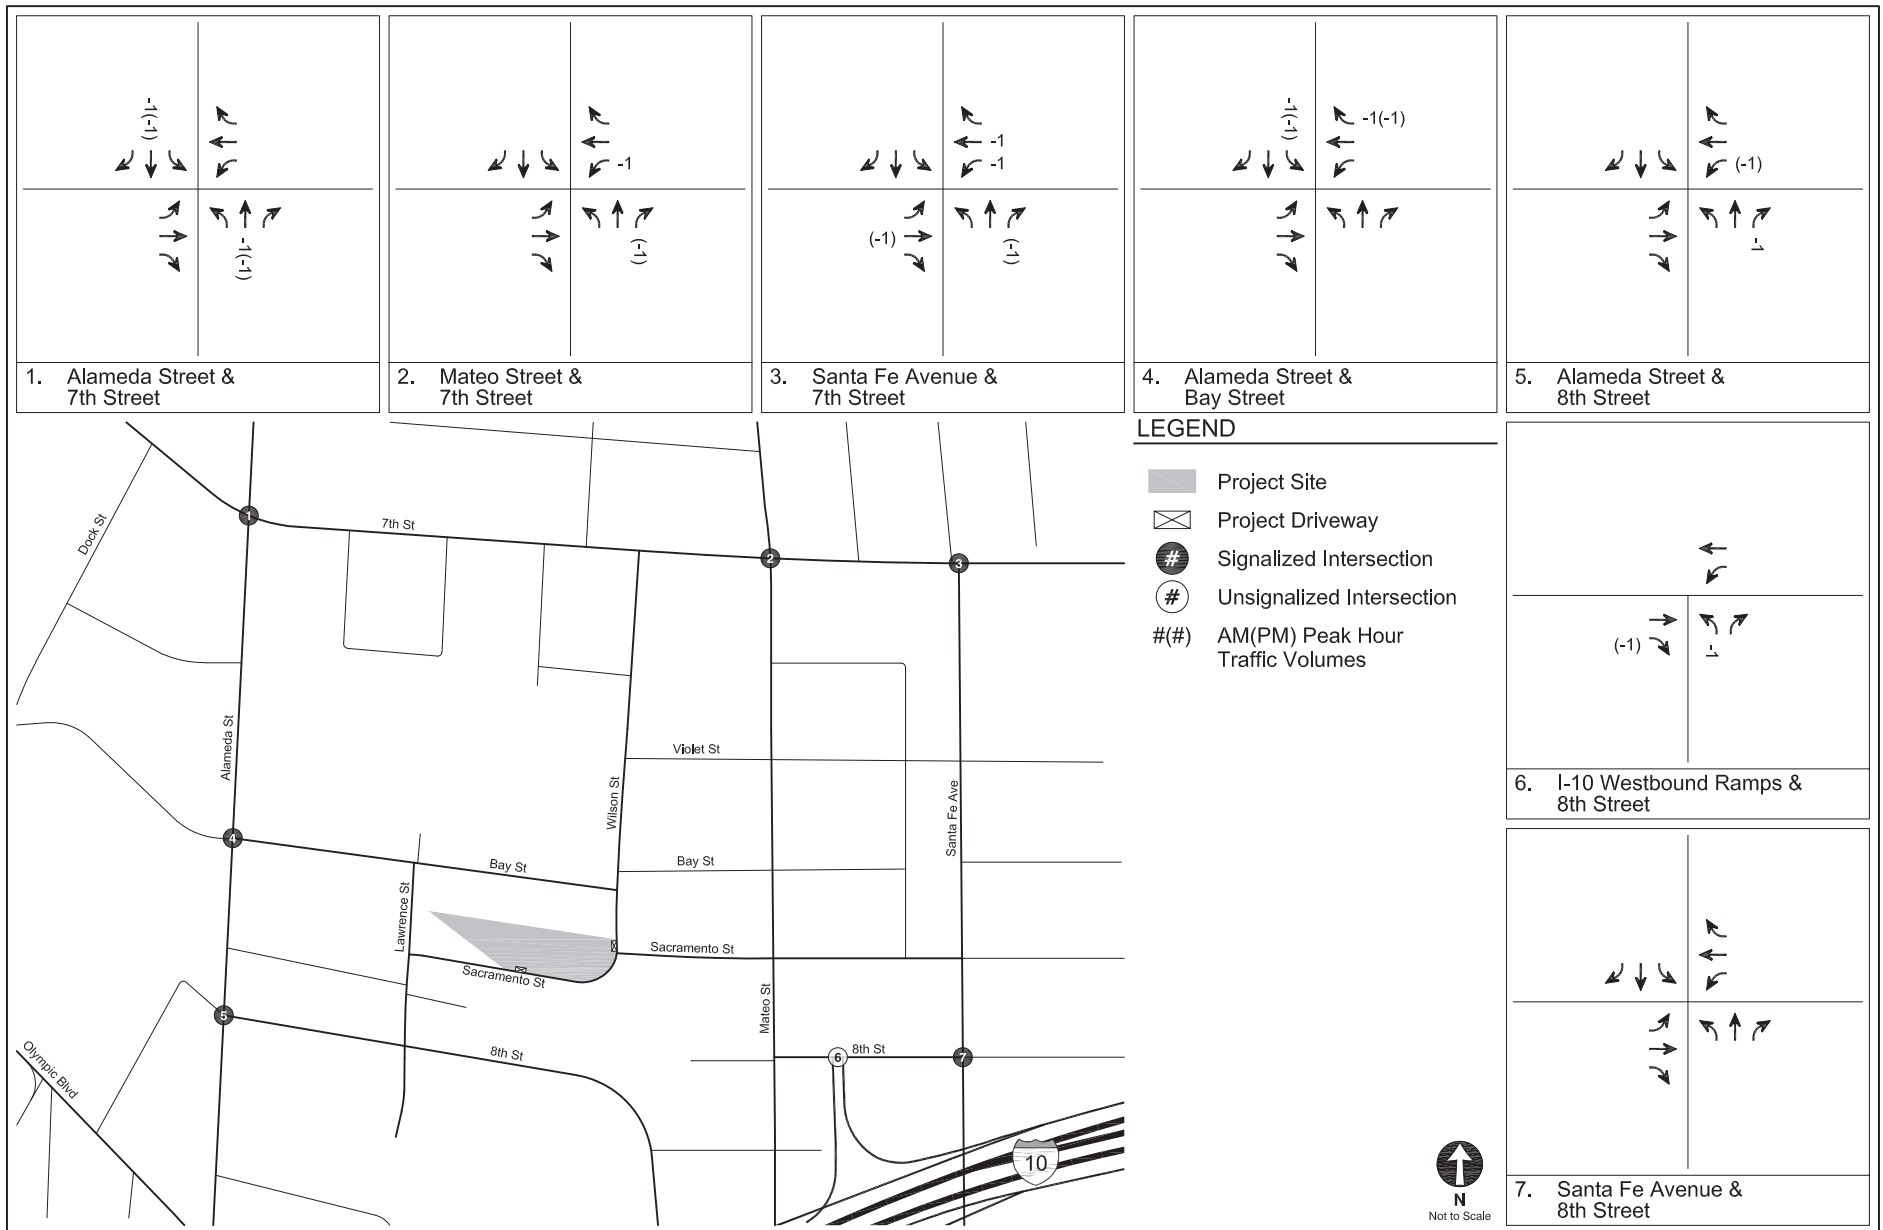 -1(-1)
-1(-1)
1. Alameda Street &
7th Street
-1
(-1)
2. Mateo Street &
7th Street
-1
-1
(-1)
(-1)
3. Santa Fe Avenue &
7th Street
-1(-1)
-1(-1)
4. Alameda Street &
Bay Street
(-1)
-1
5. Alameda Street &
8th Street
LEGEND
Project Site
Project Driveway
# Signalized Intersection
# Unsignalized Intersection
#(#) AM(PM) Peak Hour
Traffic Volumes
(-1)
-1
6. I-10 Westbound Ramps &
8th Street
7. Santa Fe Avenue &
8th Street
1
7th St
2
3
Dock St
Alameda St
Violet St
Wilson St
Santa Fe Ave
4
Bay St
Bay St
Lawrence St
Sacramento St
Sacramento St
Mateo St
5
8th St
6
8th St
7
Olympic Blvd
10
N
Not to Scale